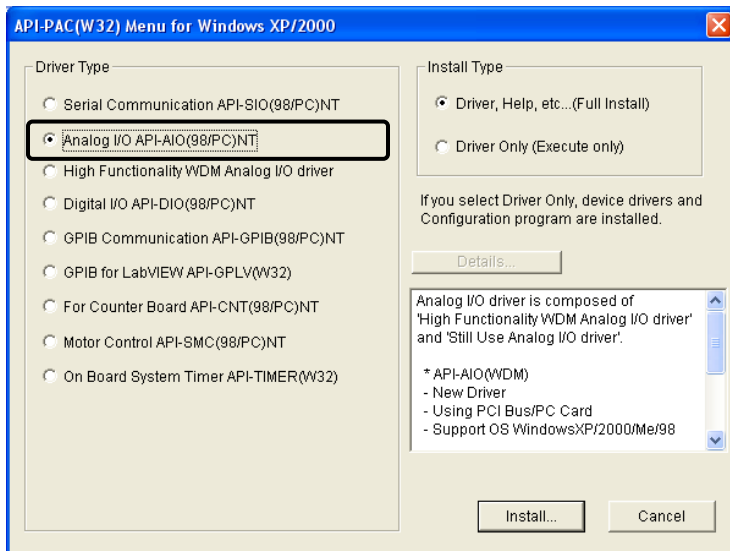 API-PAC(W32) Menu for Windows XP/2000
Driver Type
Serial Communication API-SIO(98/PC)NT
Analog I/O API-AIO(98/PC)NT
High Functionality WDM Analog I/O driver
Digital I/O API-DIO(98/PC)NT
GPIB Communication API-GPIB(98/PC)NT
GPIB for LabVIEW API-GPLV(W32)
For Counter Board API-CNT(98/PC)NT
Motor Control API-SMC(98/PC)NT
On Board System Timer API-TIMER(W32)
Install Type
Driver, Help, etc...(Full Install)
Driver Only (Execute only)
If you select Driver Only, device drivers and
Configuration program are installed.
Details...
Analog I/O driver is composed of
'High Functionality WDM Analog I/O driver'
and 'Still Use Analog I/O driver'.
* API-AIO(WDM)
- New Driver
- Using PCI Bus/PC Card
- Support OS WindowsXP/2000/Me/98
Install...
Cancel